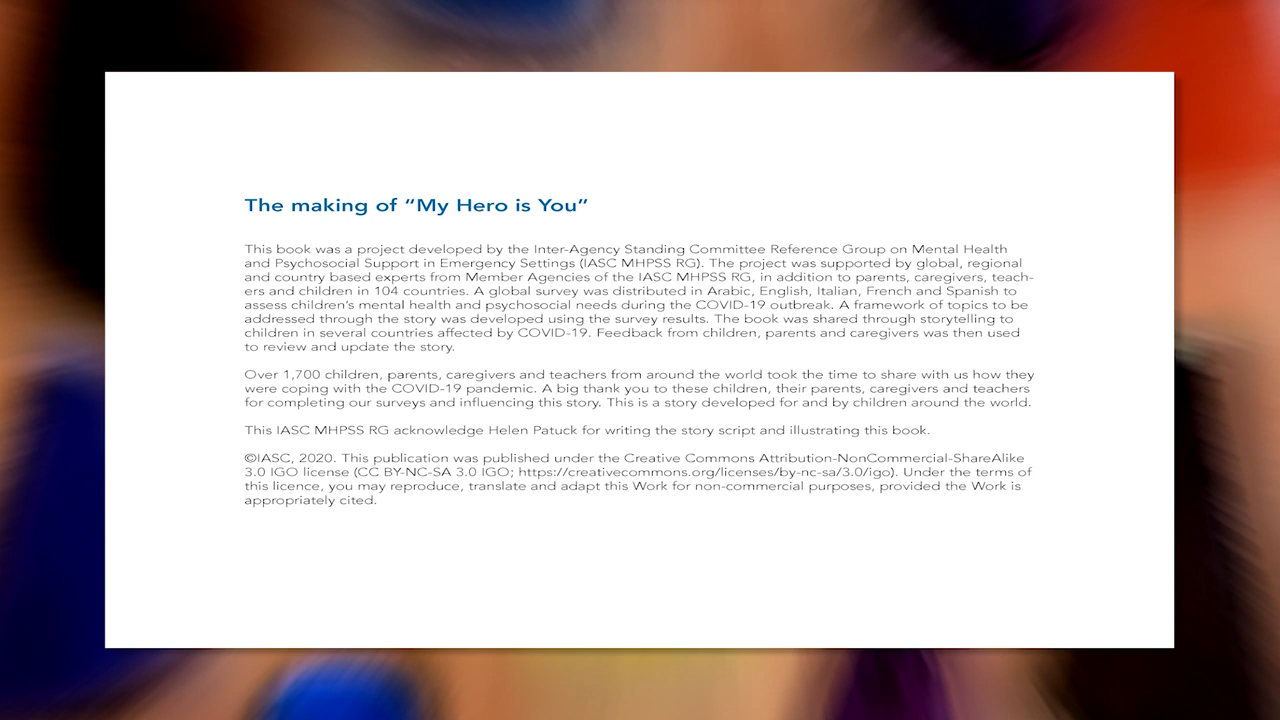 The making of “My Hero is You”
This book was a project developed by the Inter-Agency Standing Committee Reference Group on Mental Health
and Psychosocial Support in Emergency Settings (IASC MHPSS RG). The project was supported by global, regional
and country based experts from Member Agencies of the IASC MHPSS RG, in addition to parents, caregivers, teach-
ers and children in 104 countries. A global survey was distributed in Arabic, English, Italian, French and Spanish to
assess children’s mental health and psychosocial needs during the COVID-19 outbreak. A framework of topics to be
addressed through the story was developed using the survey results. The book was shared through storytelling to
children in several countries affected by COVID-19. Feedback from children, parents and caregivers was then used
to review and update the story.
Over 1,700 children, parents, caregivers and teachers from around the world took the time to share with us how they
were coping with the COVID-19 pandemic. A big thank you to these children, their parents, caregivers and teachers
for completing our surveys and influencing this story. This is a story developed for and by children around the world.
This IASC MHPSS RG acknowledge Helen Patuck for writing the story script and illustrating this book.
©IASC, 2020. This publication was published under the Creative Commons Attribution-NonCommercial-ShareAlike
3.0 IGO license (CC BY-NC-SA 3.0 IGO; https://creativecommons.org/licenses/by-nc-sa/3.0/igo). Under the terms of
this licence, you may reproduce, translate and adapt this Work for non-commercial purposes, provided the Work is
appropriately cited.